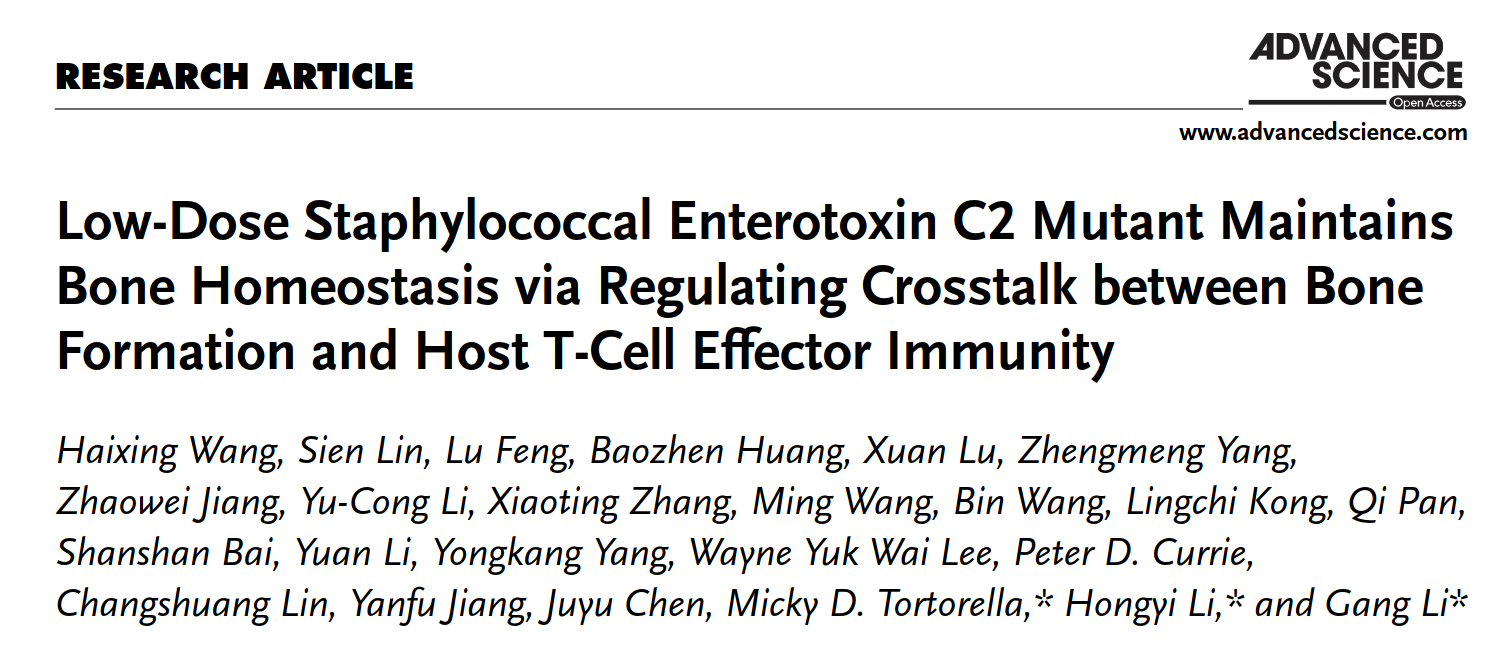 RESEARCH ARTICLE
ADVANCED
SCIENCE
Open Access
www.advancedscience.com
Low-Dose Staphylococcal Enterotoxin C2 Mutant Maintains
Bone Homeostasis via Regulating Crosstalk between Bone
Formation and Host T-Cell Effector Immunity
Haixing Wang, Sien Lin, Lu Feng, Baozhen Huang, Xuan Lu, Zhengmeng Yang,
Zhaowei Jiang, Yu-Cong Li, Xiaoting Zhang, Ming Wang, Bin Wang, Lingchi Kong, Qi Pan,
Shanshan Bai, Yuan Li, Yongkang Yang, Wayne Yuk Wai Lee, Peter D. Currie,
Changshuang Lin, Yanfu Jiang, Juyu Chen, Micky D. Tortorella,* Hongyi Li,* and Gang Li*